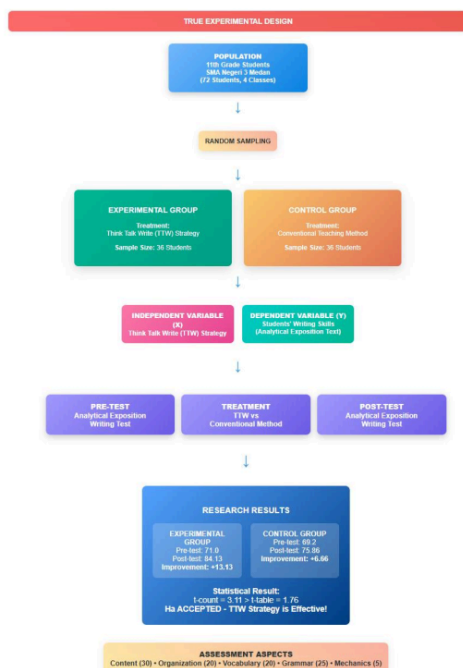 TRUE EXPERIMENTAL DESIGN
POPULATION
11th Grade Students
SMA Negeri 3 Medan
(72 Students, 4 Classes)
↓
RANDOM SAMPLING
↓
EXPERIMENTAL GROUP
Treatment:
Think Talk Write (TTW) Strategy
Sample Size: 36 Students
CONTROL GROUP
Treatment:
Conventional Teaching Method
Sample Size: 36 Students
↓
INDEPENDENT VARIABLE
(X)
Think Talk Write (TTW) Strategy
DEPENDENT VARIABLE (Y)
Students' Writing Skills
(Analytical Exposition Text)
↓
PRE-TEST
Analytical Exposition
Writing Test
TREATMENT
TTW vs
Conventional Method
POST-TEST
Analytical Exposition
Writing Test
↓
RESEARCH RESULTS
EXPERIMENTAL
GROUP
Pre-test: 71.0
Post-test: 84.13
Improvement: +13.13
CONTROL GROUP
Pre-test: 69.2
Post-test: 75.86
Improvement: +6.66
Statistical Result:
t-count = 3.11 > t-table = 1.76
Ha ACCEPTED - TTW Strategy is Effective!
ASSESSMENT ASPECTS
Content (30) • Organization (20) • Vocabulary (20) • Grammar (25) • Mechanics (5)